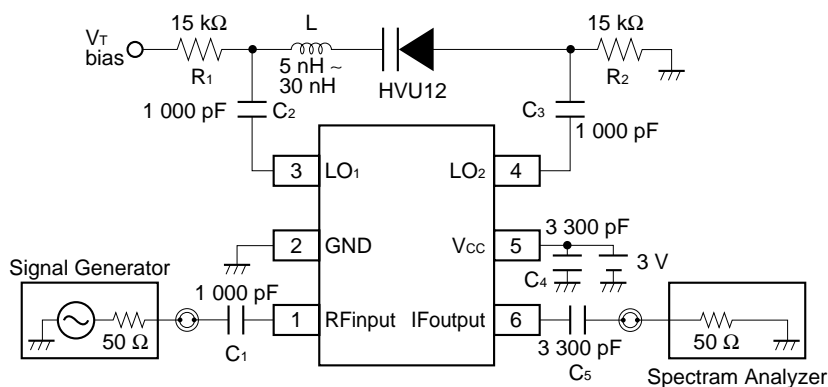 15 kΩ
L
15 kΩ
VT
bias
R1
5 nH ~
30 nH
HVU12
R2
1 000 pF
C2
C3
1 000 pF
3
LO1
LO2
4
2
GND
VCC
5
3 300 pF
C4
3 V
Signal Generator
50 Ω
1 000 pF
C1
1
RFinput
IFoutput
6
3 300 pF
C5
50 Ω
Spectram Analyzer